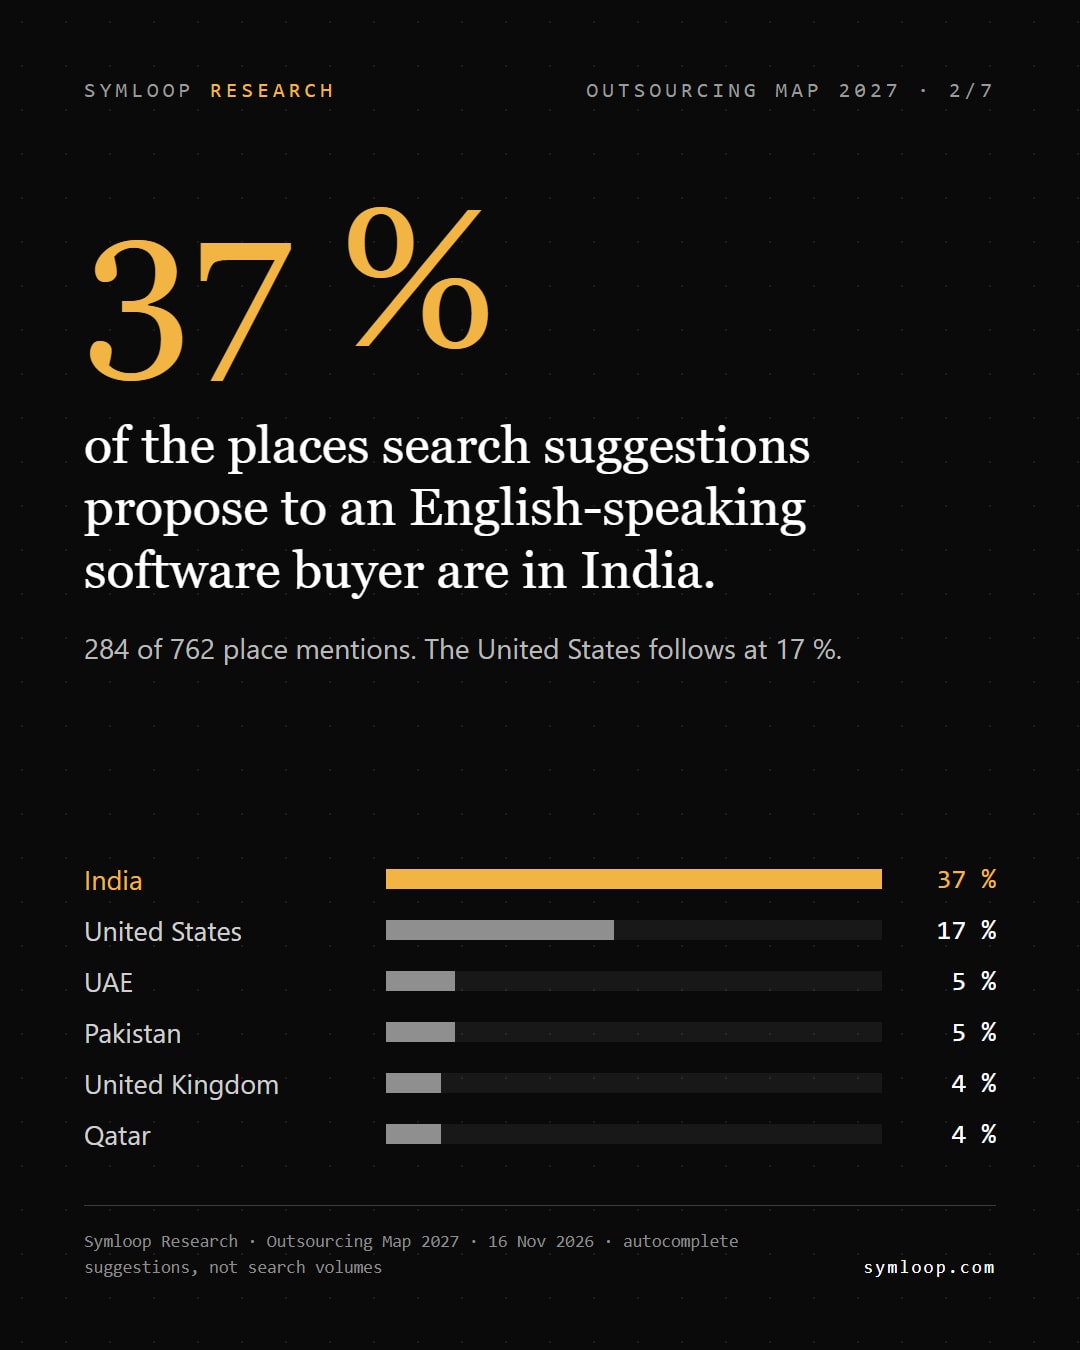 SYMLOOP RESEARCH
OUTSOURCING MAP 2027 · 2/7
37 %
of the places search suggestions
propose to an English-speaking
software buyer are in India.
284 of 762 place mentions. The United States follows at 17 %.
India 37 %
United States 17 %
UAE 5 %
Pakistan 5 %
United Kingdom 4 %
Qatar 4 %
Symloop Research · Outsourcing Map 2027 · 16 Nov 2026 · autocomplete
suggestions, not search volumes
symloop.com